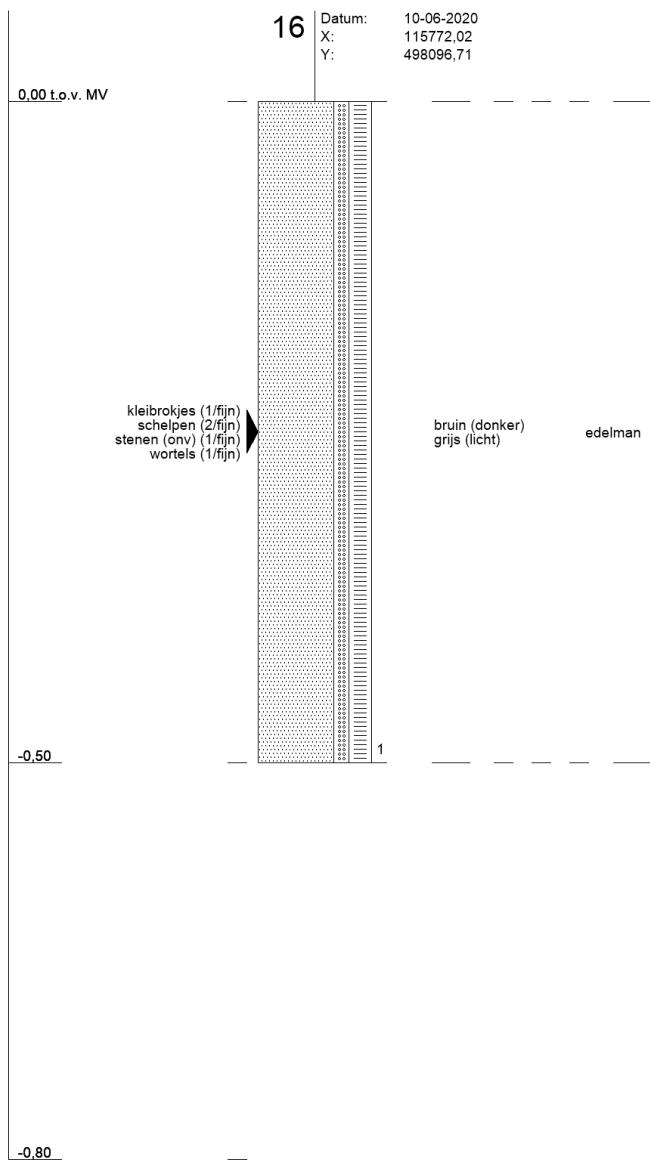 16
Datum: 10-06-2020
X: 115772,02
Y: 498096,71
0,00 t.o.v. MV
kleibrokjes (1/fijn)
schelpen (2/fijn)
stenen (onv) (1/fijn)
wortels (1/fijn)
bruin (donker)
grijs (licht)
edelman
1
-0,50
-0,80